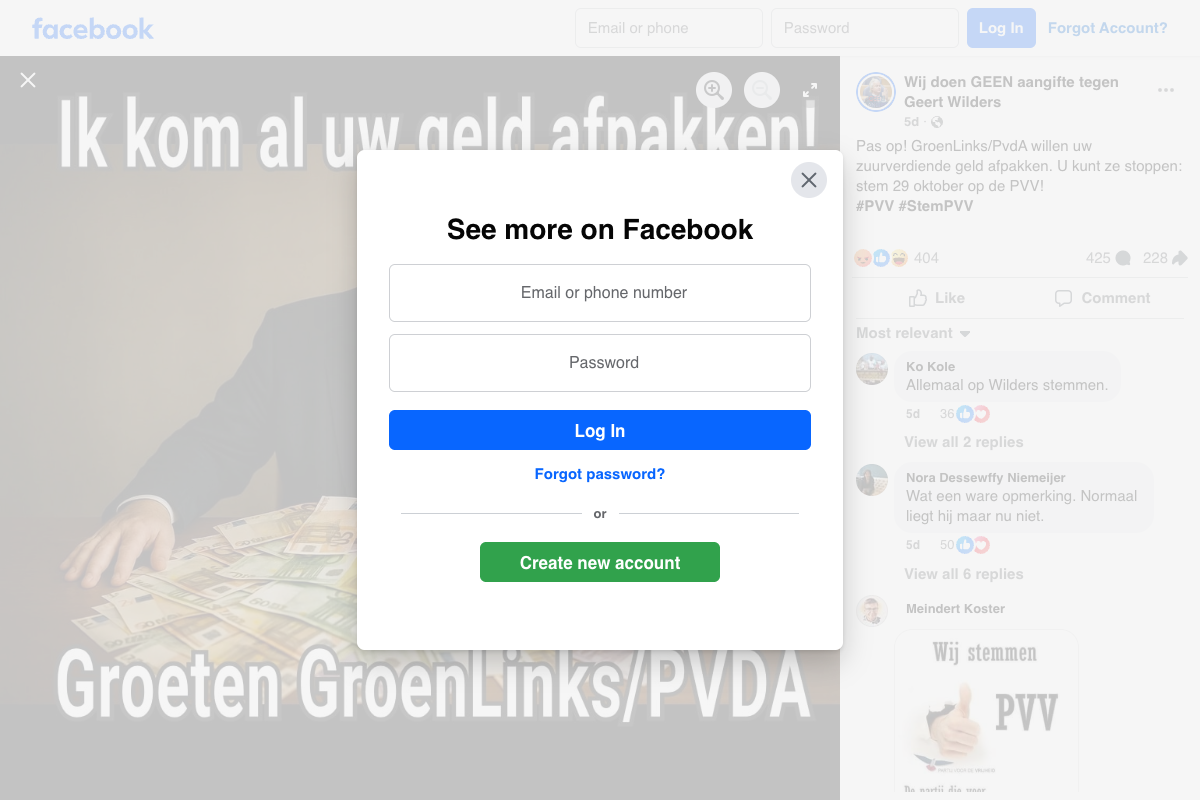 facebook
Email or phone
Password
Log In
Forgot Account?
Ik kom al uw geld afpakken!
Groeten GroenLinks/PVDA
See more on Facebook
Email or phone number
Password
Log In
Forgot password?
or
Create new account
Wij doen GEEN aangifte tegen
Geert Wilders
5d ·
Pas op! GroenLinks/PvdA willen uw
zuurverdiende geld afpakken. U kunt ze stoppen:
stem 29 oktober op de PVV!
#PVV #StemPVV
404
425
228
Like
Comment
Most relevant
Ko Kole
Allemaal op Wilders stemmen.
5d
36
View all 2 replies
Nora Dessewffy Niemeijer
Wat een ware opmerking. Normaal
liegt hij maar nu niet.
5d
50
View all 6 replies
Meindert Koster
Wij stemmen
PVV
De partij die voor